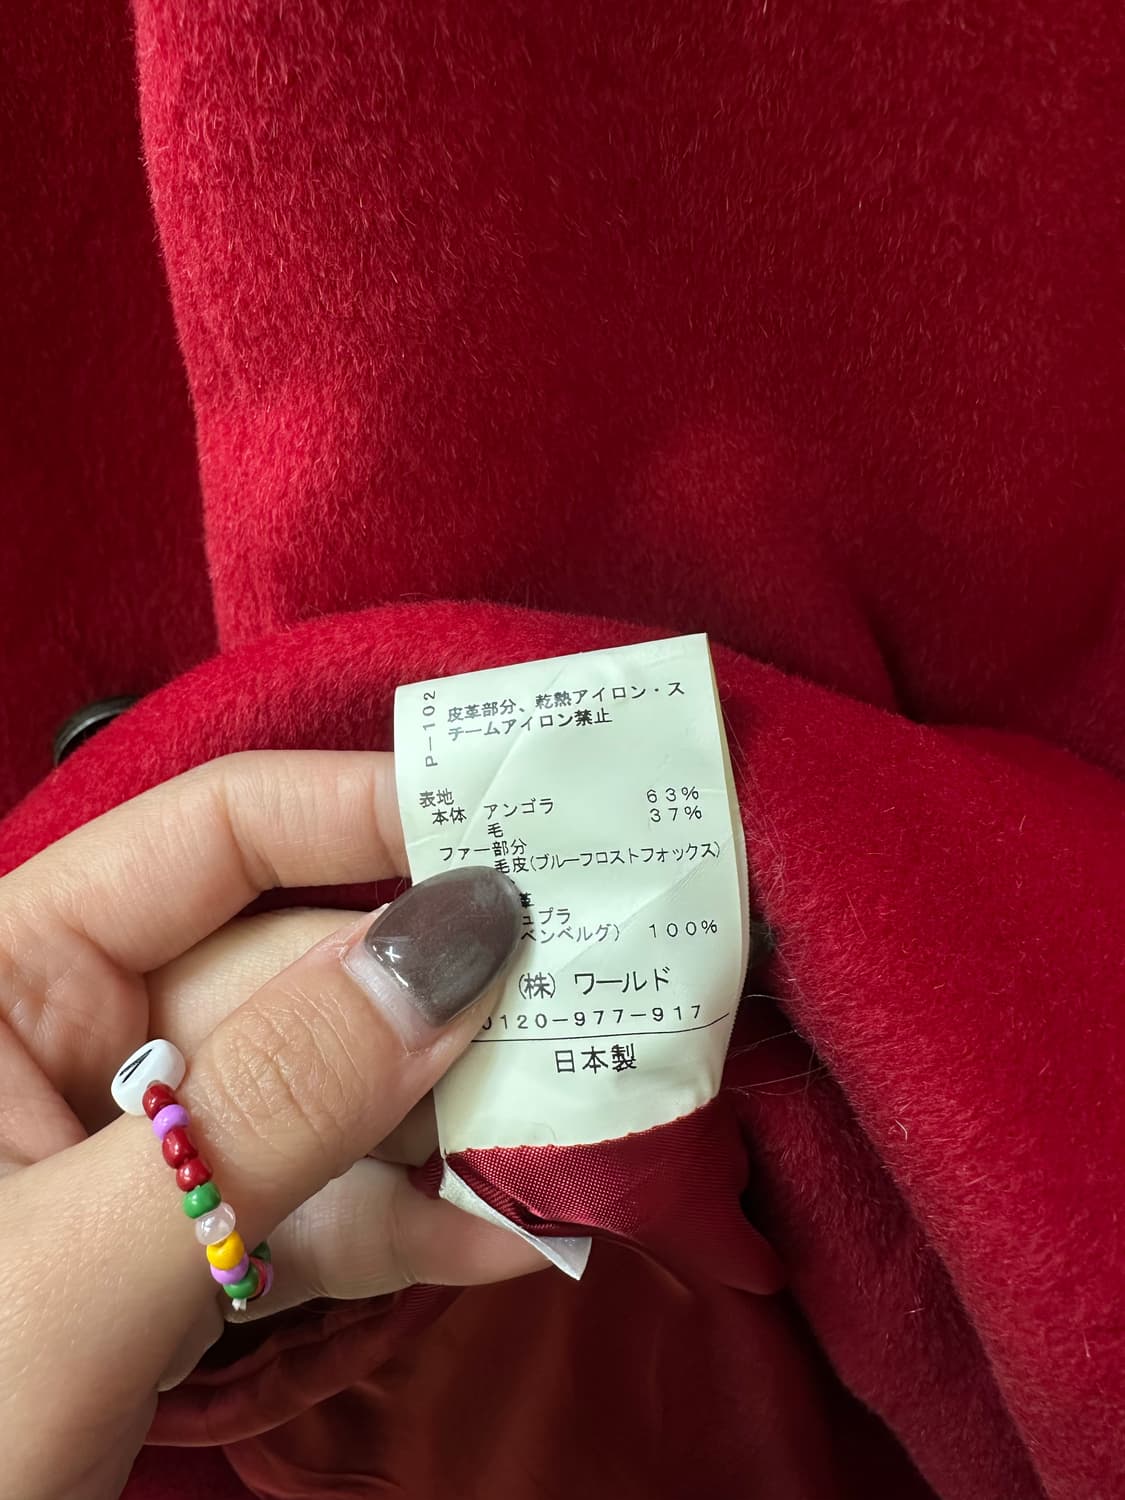 P－102
皮革部分、乾熱アイロン・ス
チームアイロン禁止
表地
本体 アンゴラ 63%
毛 37%
ファー部分
毛皮(ブルーフロストフォックス)
革
ュプラ
ベンベルグ) 100%
(株) ワールド
0120－977－917
日本製